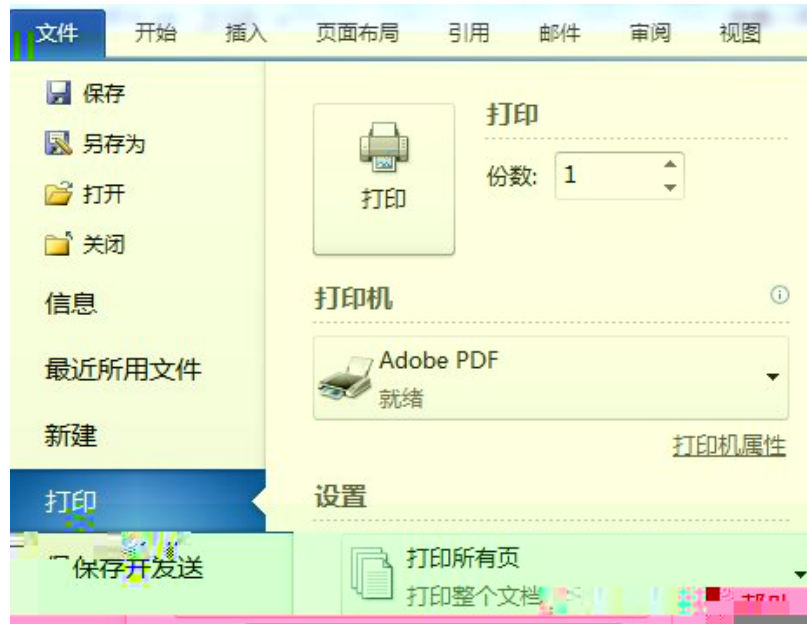 文件 开始 插入 页面布局 引用 邮件 审阅 视图
保存
另存为
打开
关闭
信息
最近所用文件
新建
打印
保存并发送
打印
打印
份数: 1
打印机
Adobe PDF
就绪
打印机属性
设置
打印所有页
打印整个文档